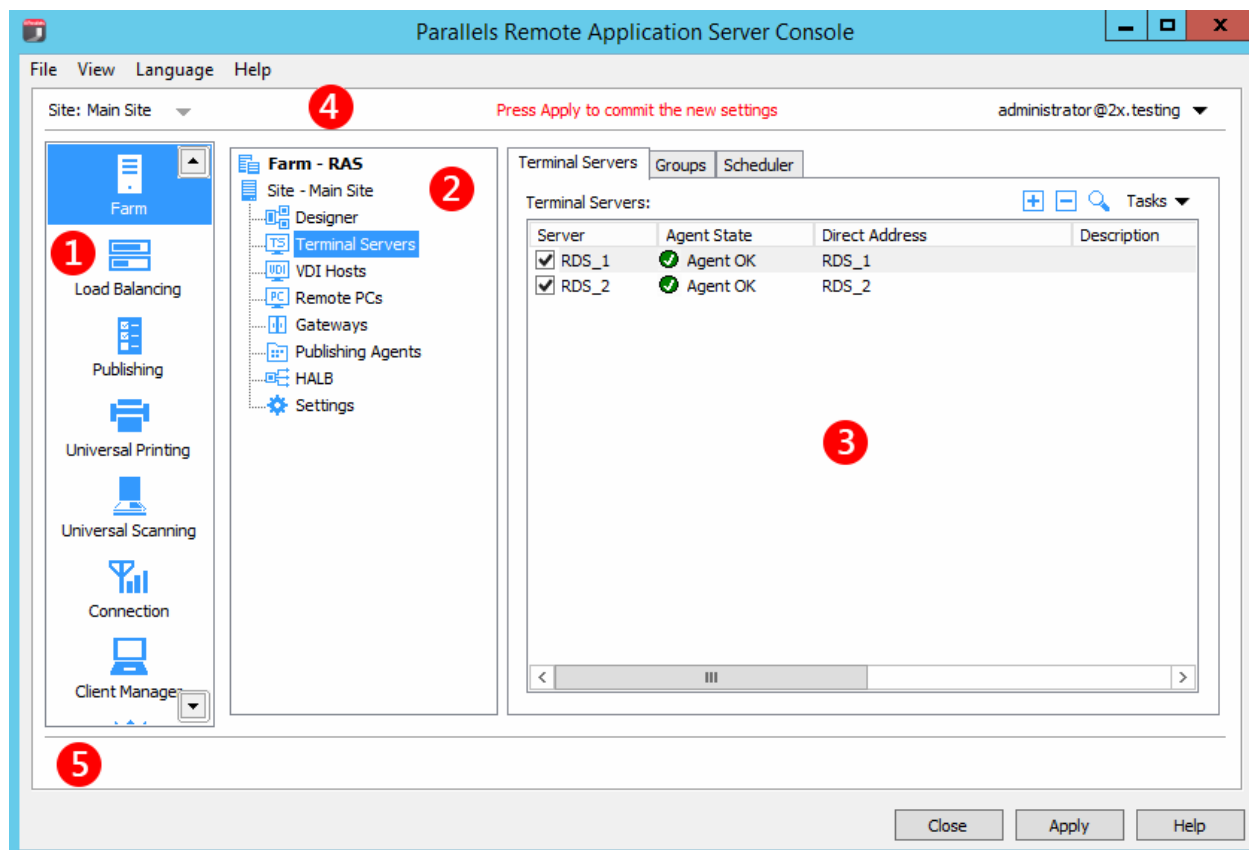 Parallels Remote Application Server Console
File View Language Help
Site: Main Site
4
Press Apply to commit the new settings
administrator@2x.testing
Farm
1
Load Balancing
Publishing
Universal Printing
Universal Scanning
Connection
Client Manager
Farm - RAS
2
Site - Main Site
Designer
TS Terminal Servers
VDI VDI Hosts
PC Remote PCs
Gateways
Publishing Agents
HALB
Settings
Terminal Servers Groups Scheduler
Terminal Servers:
Tasks
Server Agent State Direct Address Description
RDS_1 Agent OK RDS_1
RDS_2 Agent OK RDS_2
3
5
Close Apply Help